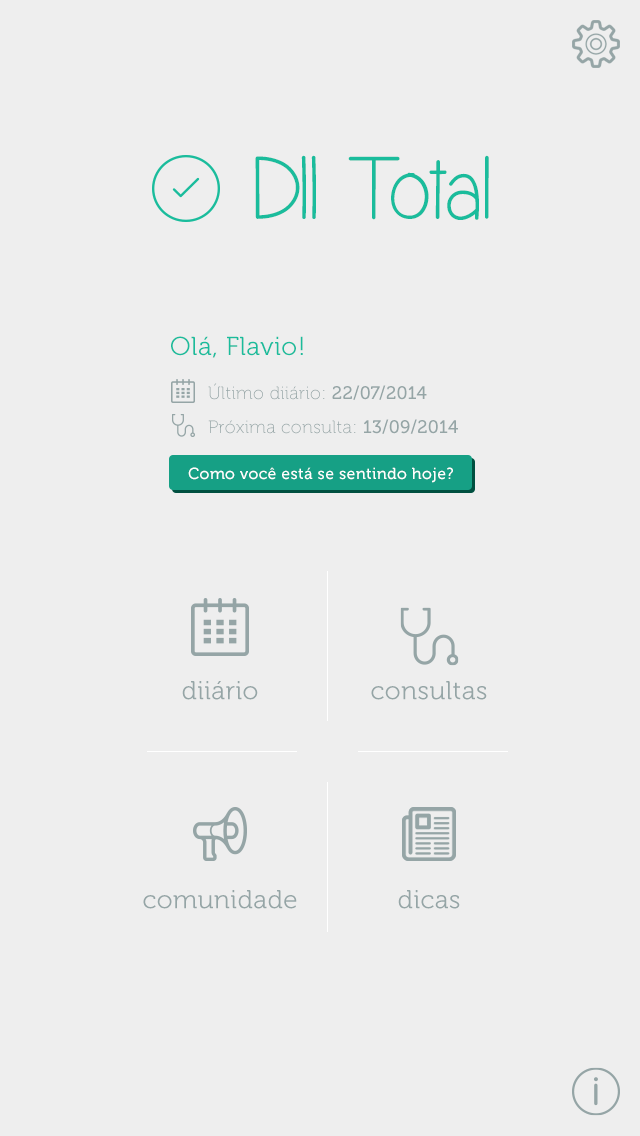 DII Total
Olá, Flavio!
Último diiário: 22/07/2014
Próxima consulta: 13/09/2014
Como você está se sentindo hoje?
diiário
consultas
comunidade
dicas